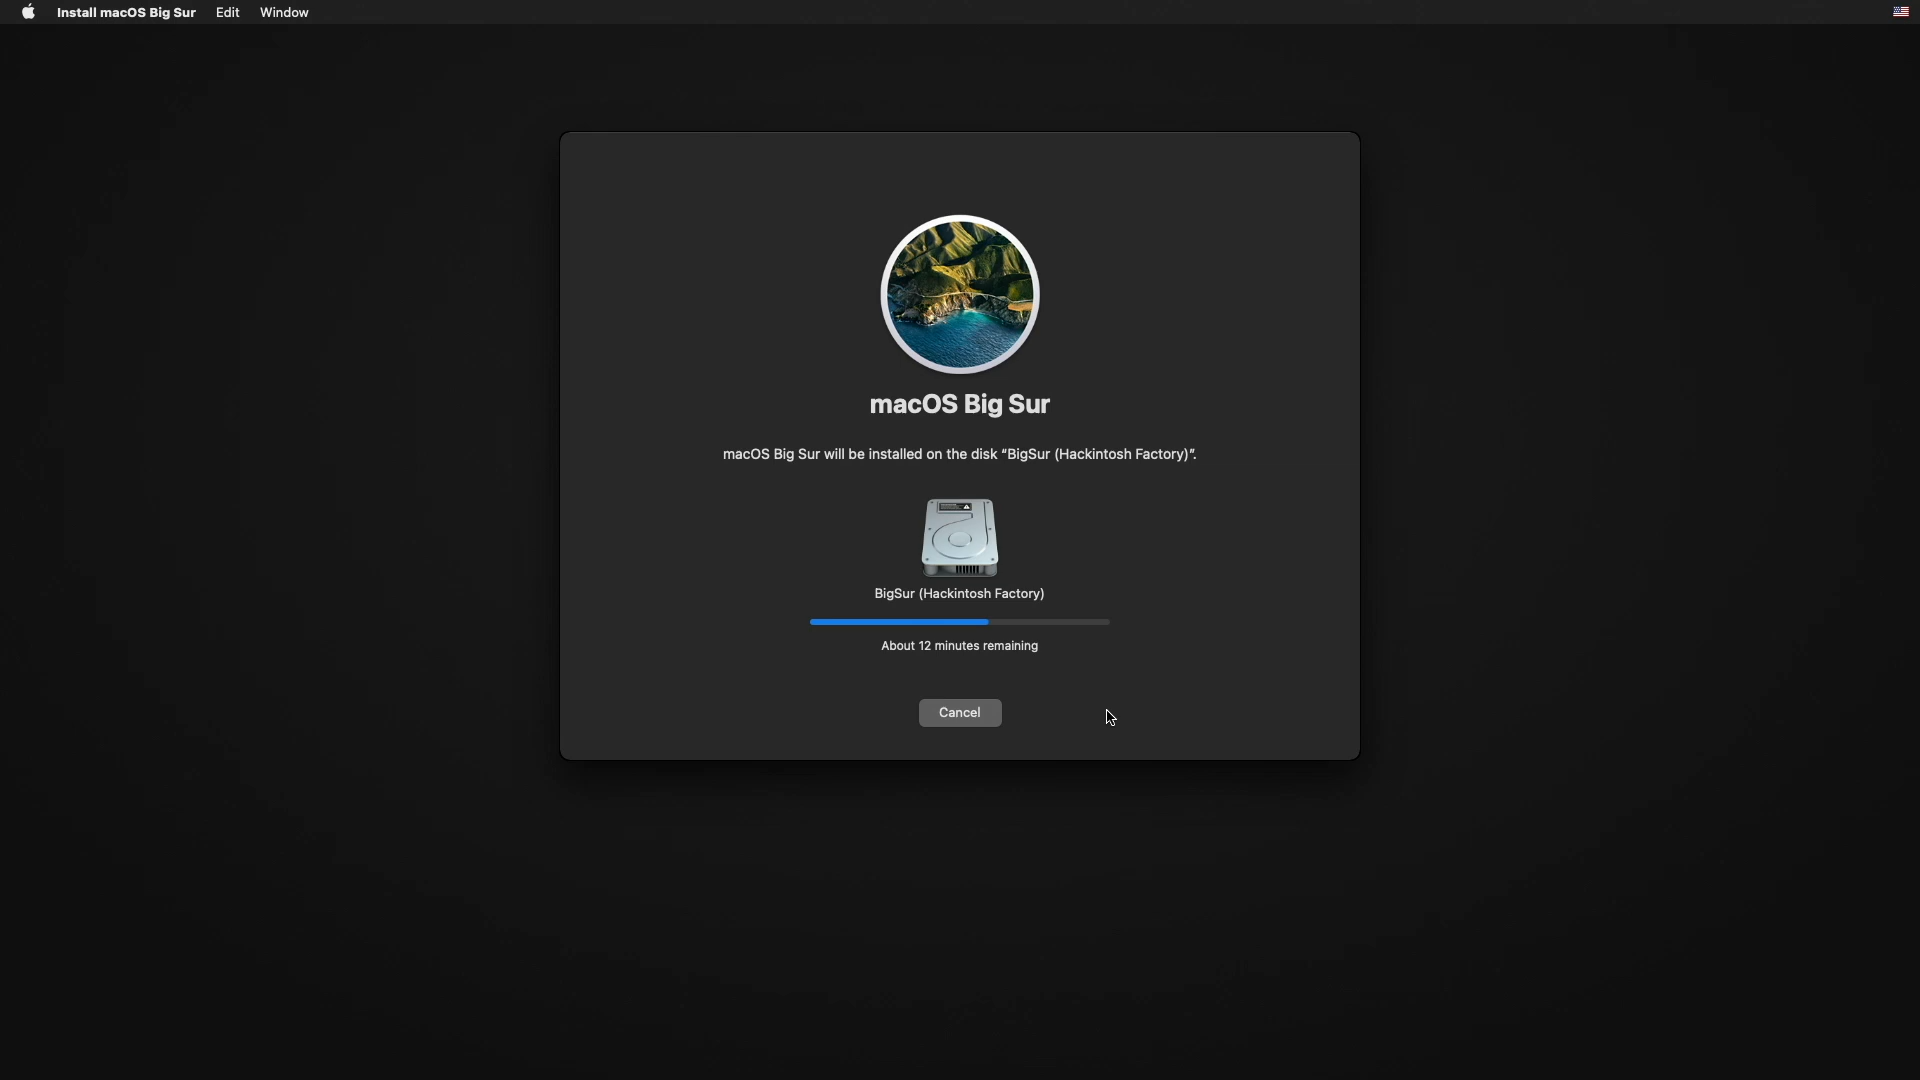 Install macOS Big Sur Edit Window
macOS Big Sur
macOS Big Sur will be installed on the disk “BigSur (Hackintosh Factory)”.
BigSur (Hackintosh Factory)
About 12 minutes remaining
Cancel